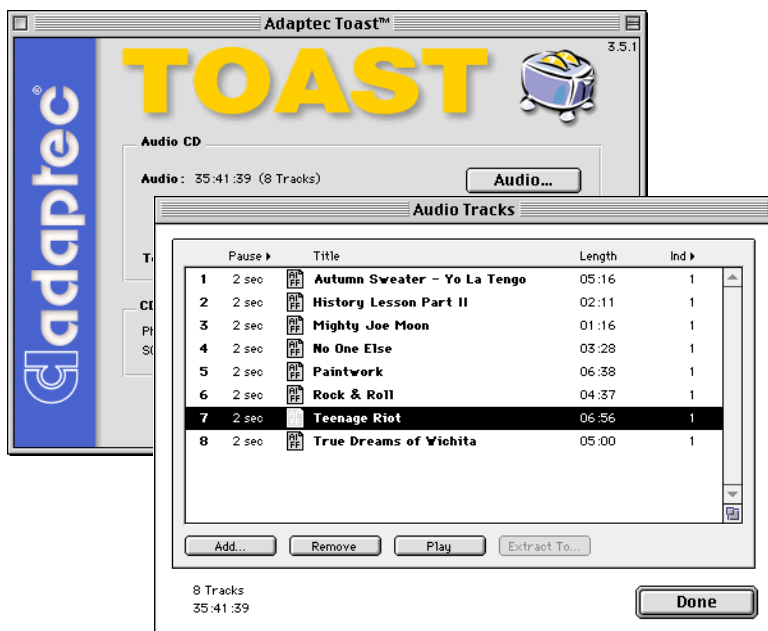 Adaptec Toast™
3.5.1
adaptec®
TOAST
Audio CD
Audio: 35:41:39 (8 Tracks)
Audio...
Audio Tracks
Pause Title Length Ind
1 2 sec Autumn Sweater - Yo La Tengo 05:16 1
2 2 sec History Lesson Part II 02:11 1
3 2 sec Mighty Joe Moon 01:16 1
4 2 sec No One Else 03:28 1
5 2 sec Paintwork 06:38 1
6 2 sec Rock & Roll 04:37 1
7 2 sec Teenage Riot 06:56 1
8 2 sec True Dreams of Wichita 05:00 1
Add... Remove Play Extract To...
8 Tracks
35:41:39
Done